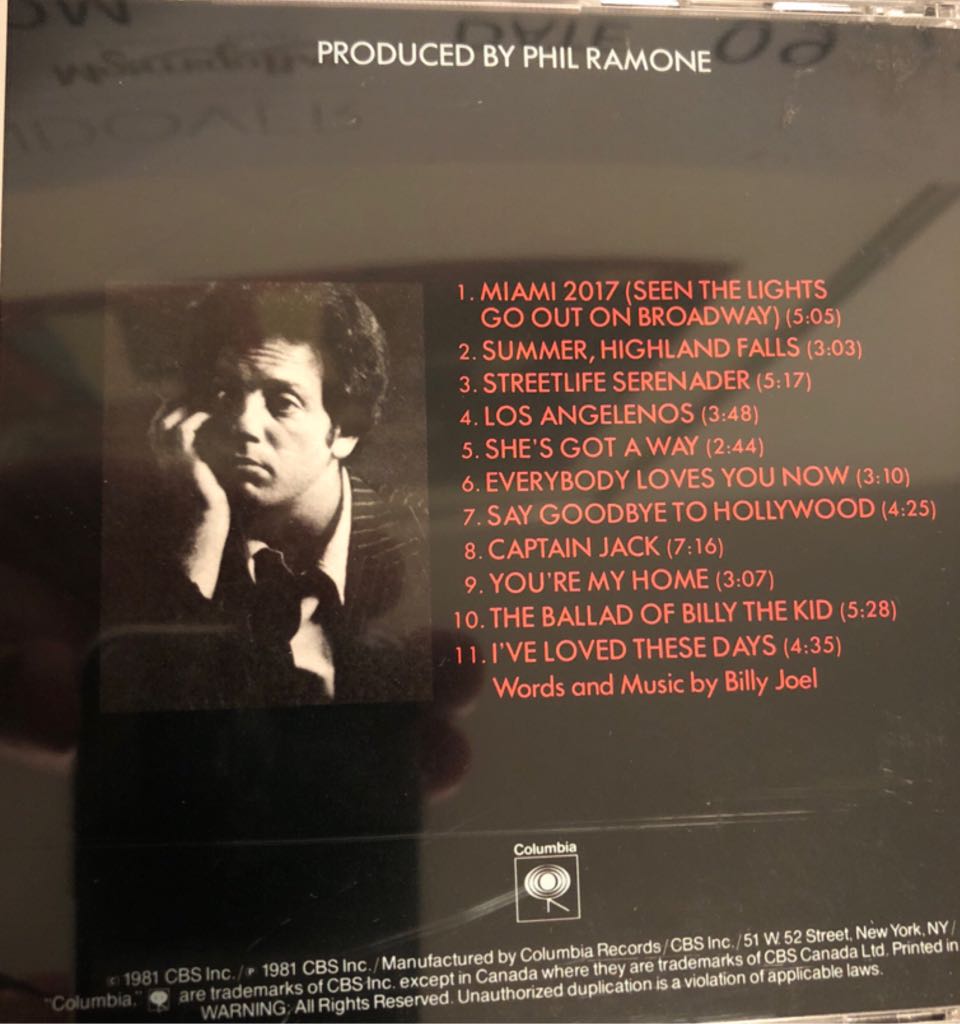 PRODUCED BY PHIL RAMONE
1. MIAMI 2017 (SEEN THE LIGHTS
GO OUT ON BROADWAY) (5:05)
2. SUMMER, HIGHLAND FALLS (3:03)
3. STREETLIFE SERENADER (5:17)
4. LOS ANGELENOS (3:48)
5. SHE'S GOT A WAY (2:44)
6. EVERYBODY LOVES YOU NOW (3:10)
7. SAY GOODBYE TO HOLLYWOOD (4:25)
8. CAPTAIN JACK (7:16)
9. YOU'RE MY HOME (3:07)
10. THE BALLAD OF BILLY THE KID (5:28)
11. I'VE LOVED THESE DAYS (4:35)
Words and Music by Billy Joel
Columbia
© 1981 CBS Inc./℗ 1981 CBS Inc./Manufactured by Columbia Records/CBS Inc./51 W. 52 Street, New York, NY/
"Columbia," are trademarks of CBS Inc. except in Canada where they are trademarks of CBS Canada Ltd. Printed in
WARNING: All Rights Reserved. Unauthorized duplication is a violation of applicable laws.